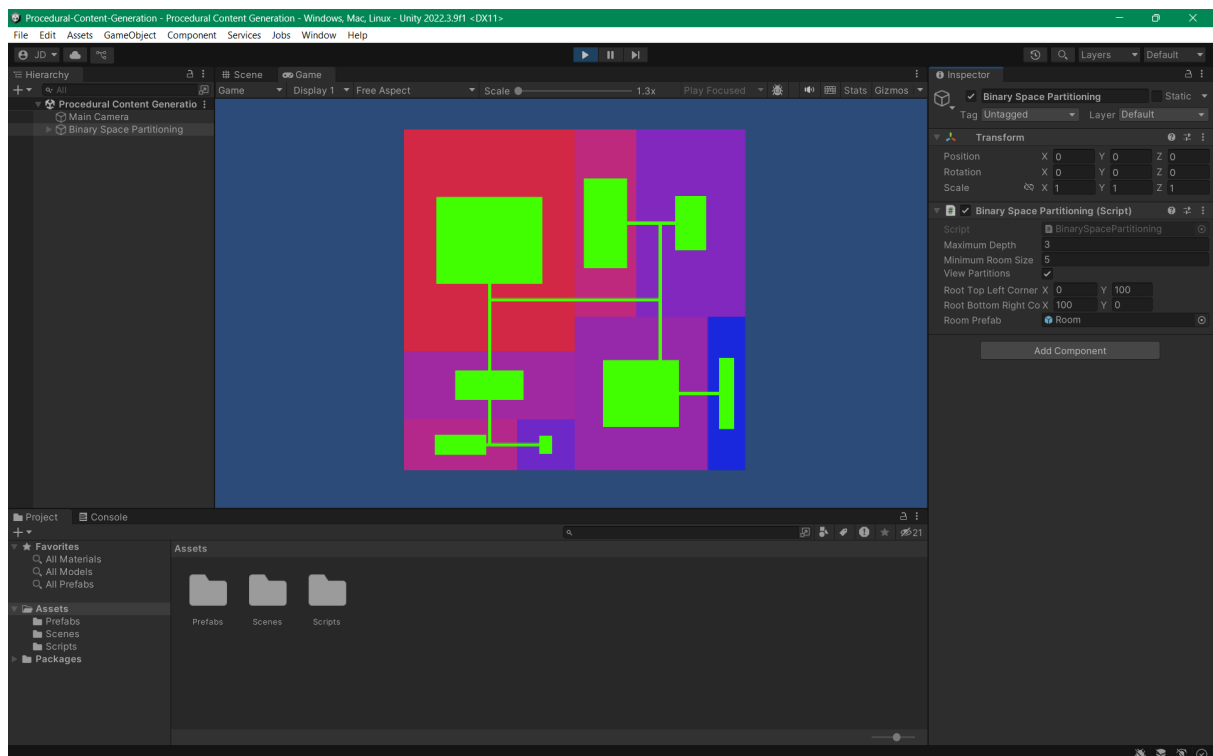 Procedural-Content-Generation - Procedural Content Generation - Windows, Mac, Linux - Unity 2022.3.9f1 <DX11>
File Edit Assets GameObject Component Services Jobs Window Help
JD Layers Default
Hierarchy
All
Procedural Content Generatio
Main Camera
Binary Space Partitioning
Scene Game
Game Display 1 Free Aspect Scale 1.3x Play Focused Stats Gizmos
Inspector
Binary Space Partitioning Static
Tag Untagged Layer Default
Transform
Position X 0 Y 0 Z 0
Rotation X 0 Y 0 Z 0
Scale X 1 Y 1 Z 1
# Binary Space Partitioning (Script)
Script BinarySpacePartitioning
Maximum Depth 3
Minimum Room Size 5
View Partitions
Root Top Left Corner X 0 Y 100
Root Bottom Right Co X 100 Y 0
Room Prefab Room
Add Component
Project Console
21
Favorites
All Materials
All Models
All Prefabs
Assets
Prefabs
Scenes
Scripts
Packages
Assets
Prefabs Scenes Scripts